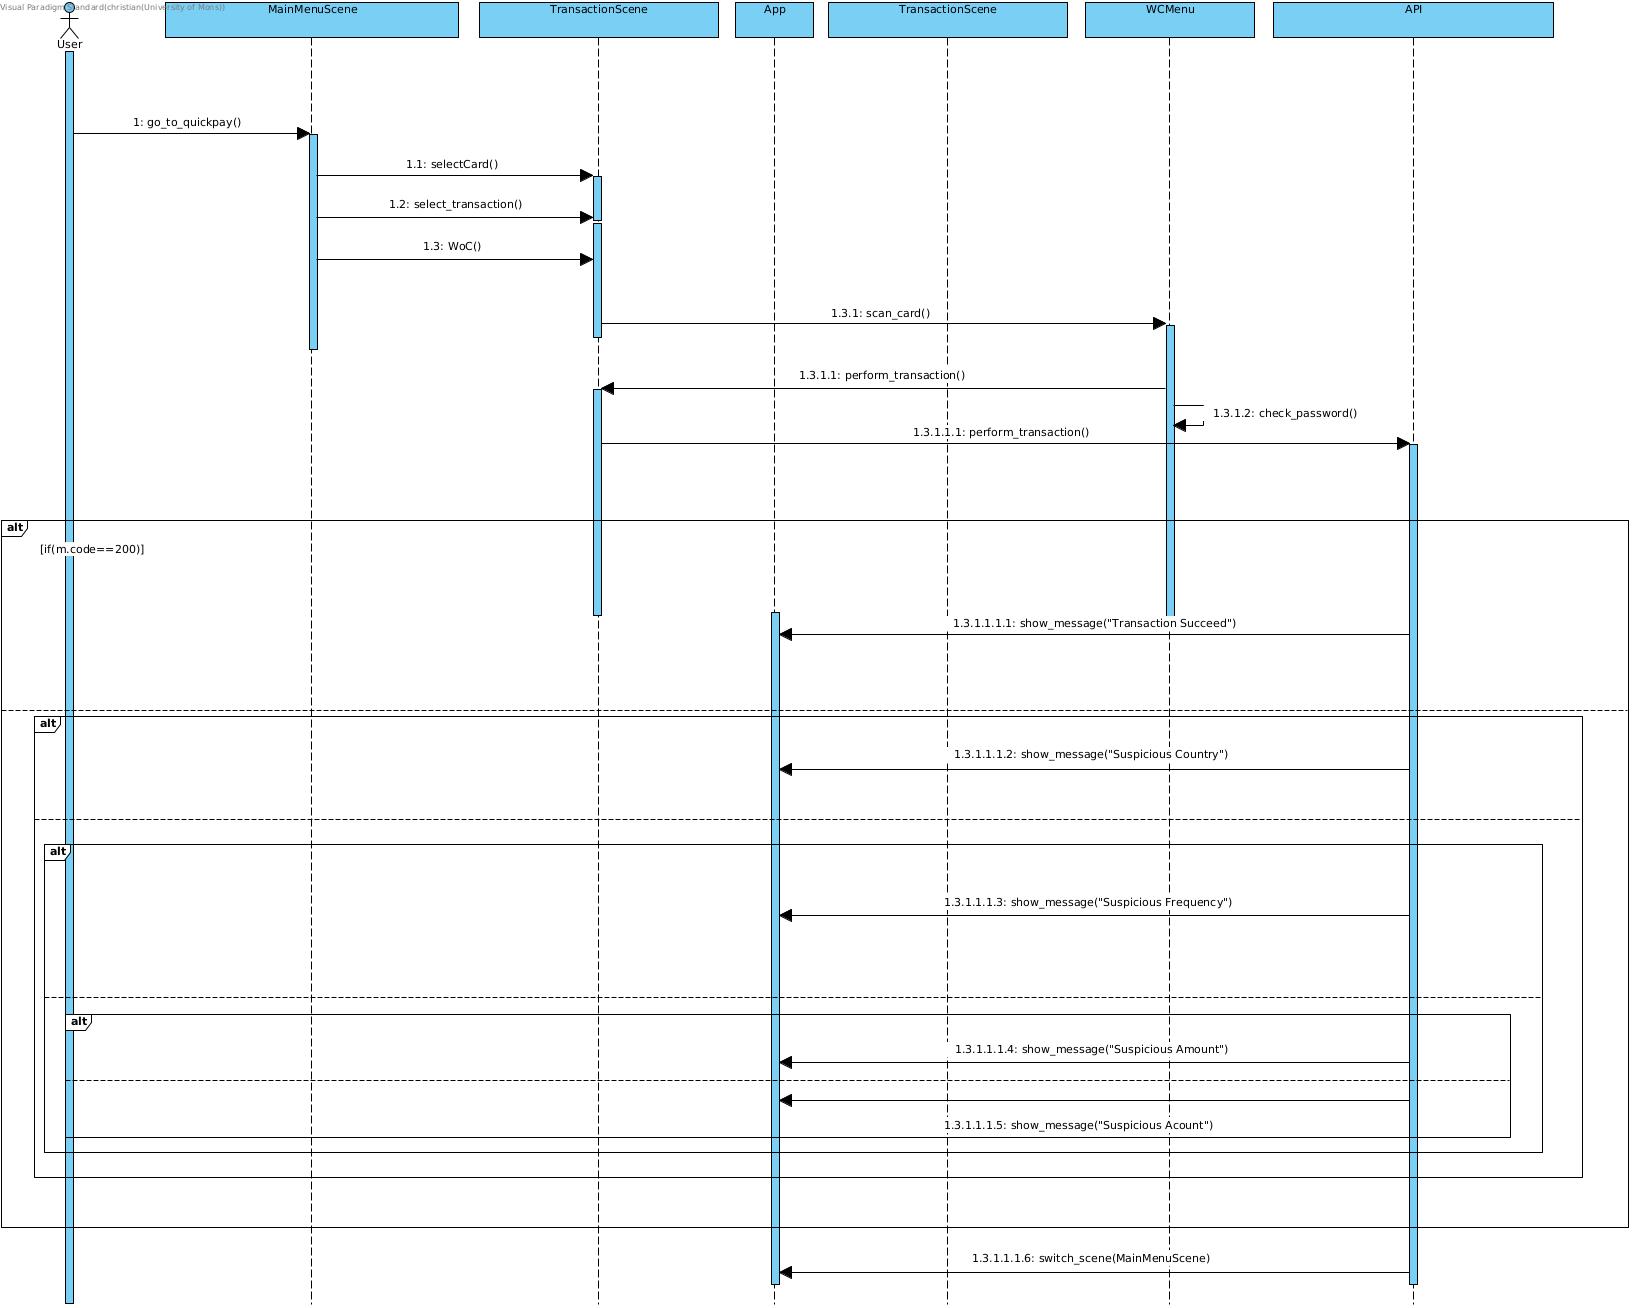 Visual Paradigm Standard(christian(University of Mons))
User
MainMenuScene
TransactionScene
App
TransactionScene
WCMenu
API
1: go_to_quickpay()
1.1: selectCard()
1.2: select_transaction()
1.3: WoC()
1.3.1: scan_card()
1.3.1.1: perform_transaction()
1.3.1.2: check_password()
1.3.1.1.1: perform_transaction()
alt
[if(m.code==200)]
1.3.1.1.1.1: show_message("Transaction Succeed")
alt
1.3.1.1.1.2: show_message("Suspicious Country")
alt
1.3.1.1.1.3: show_message("Suspicious Frequency")
alt
1.3.1.1.1.4: show_message("Suspicious Amount")
1.3.1.1.1.5: show_message("Suspicious Acount")
1.3.1.1.1.6: switch_scene(MainMenuScene)